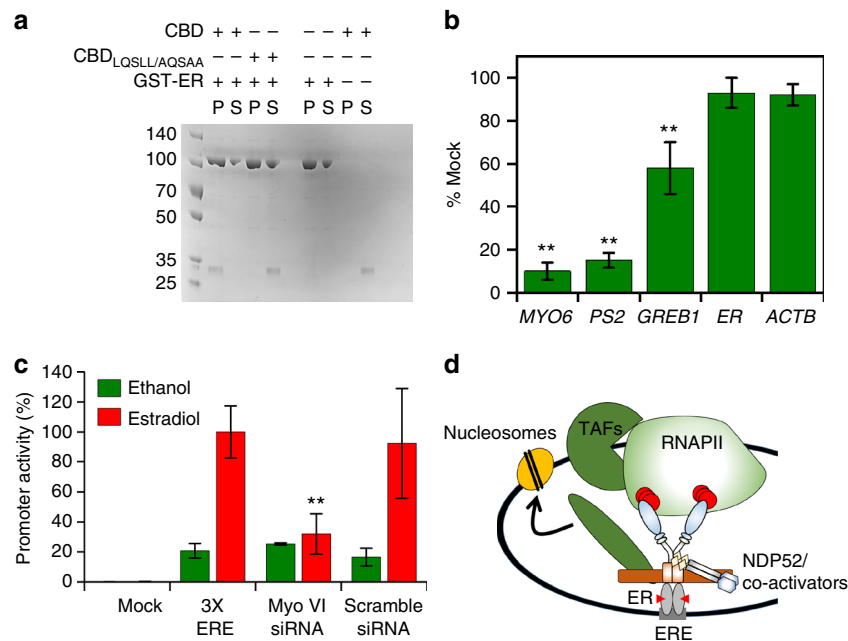 a
CBD + + – – – – + +
CBDLQSLL/AQSAA – – + + – – – –
GST-ER + + + + + + – –
P S P S P S P S
140
100
70
50
35
25
b
% Mock
100
80
60
40
20
0
** ** **
MYO6 PS2 GREB1 ER ACTB
c
Promoter activity (%)
140
120
100
80
60
40
20
0
Ethanol
Estradiol
**
Mock
3X ERE
Myo VI siRNA
Scramble siRNA
d
Nucleosomes
TAFs
RNAPII
NDP52/
co-activators
ER
ERE